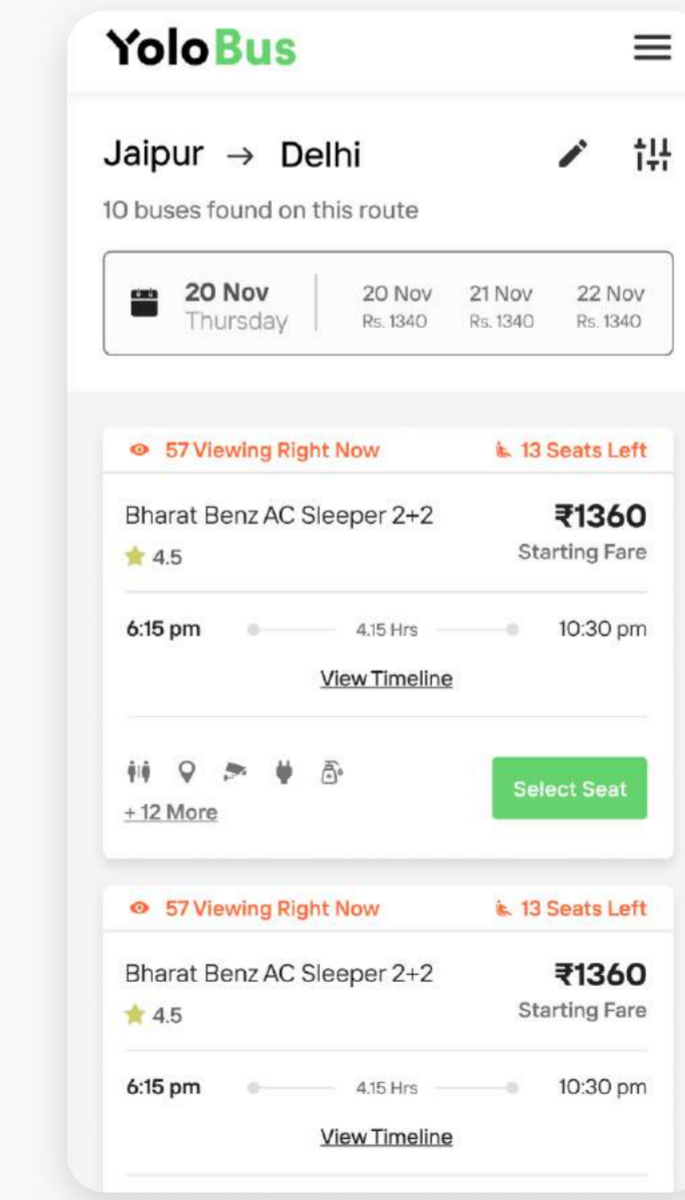 YoloBus
Jaipur → Delhi
10 buses found on this route
20 Nov
Thursday
20 Nov 21 Nov 22 Nov
Rs. 1340 Rs. 1340 Rs. 1340
57 Viewing Right Now 13 Seats Left
Bharat Benz AC Sleeper 2+2 ₹1360
4.5 Starting Fare
6:15 pm 4.15 Hrs 10:30 pm
View Timeline
+ 12 More
Select Seat
57 Viewing Right Now 13 Seats Left
Bharat Benz AC Sleeper 2+2 ₹1360
4.5 Starting Fare
6:15 pm 4.15 Hrs 10:30 pm
View Timeline